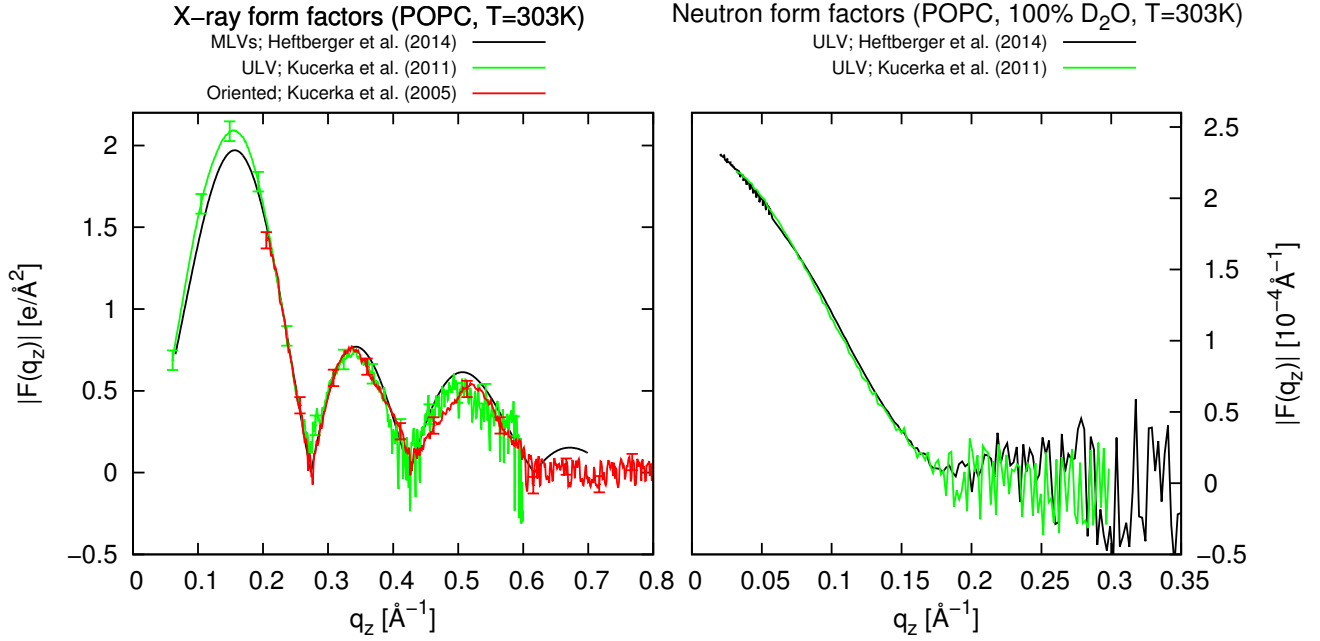 X−ray form factors (POPC, T=303K)
MLVs; Heftberger et al. (2014)
ULV; Kucerka et al. (2011)
Oriented; Kucerka et al. (2005)
|F(q_z)| [e/Å^2]
2
1.5
1
0.5
0
−0.5
0 0.1 0.2 0.3 0.4 0.5 0.6 0.7 0.8
q_z [Å^−1]
Neutron form factors (POPC, 100% D_2O, T=303K)
ULV; Heftberger et al. (2014)
ULV; Kucerka et al. (2011)
2.5
2
1.5
1
0.5
0
−0.5
|F(q_z)| [10^−4Å^−1]
0 0.05 0.1 0.15 0.2 0.25 0.3 0.35
q_z [Å^−1]